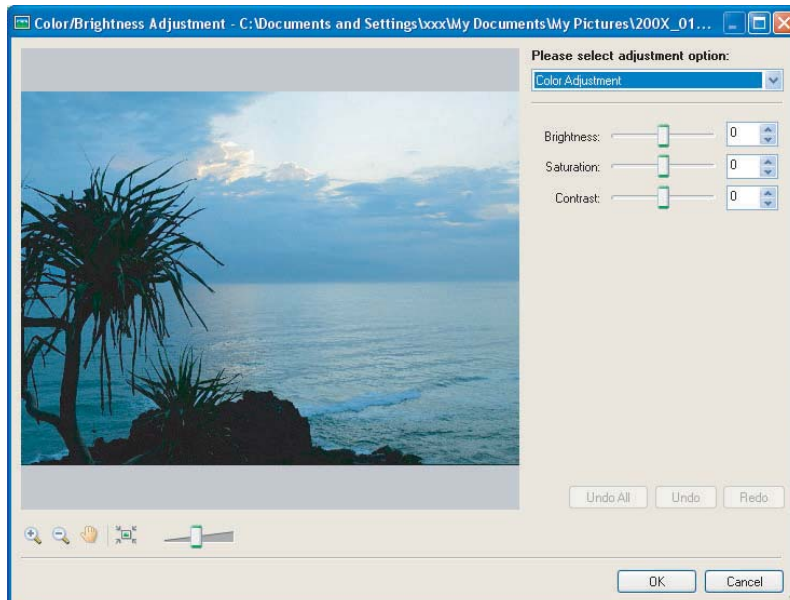 Color/Brightness Adjustment - C:\Documents and Settings\xxx\My Documents\My Pictures\200X_01...
Please select adjustment option:
Color Adjustment
Brightness: 0
Saturation: 0
Contrast: 0
Undo All Undo Redo
OK Cancel